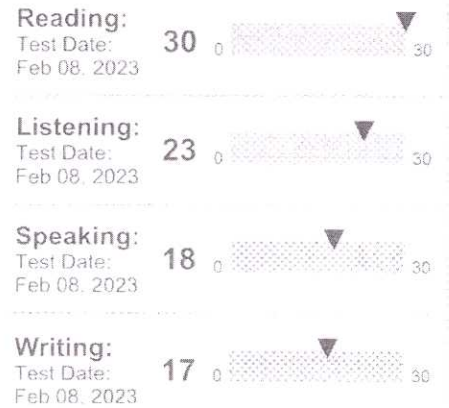 Reading:
Test Date:
Feb 08, 2023
30
0
30
Listening:
Test Date:
Feb 08, 2023
23
0
30
Speaking:
Test Date:
Feb 08, 2023
18
0
30
Writing:
Test Date:
Feb 08, 2023
17
0
30